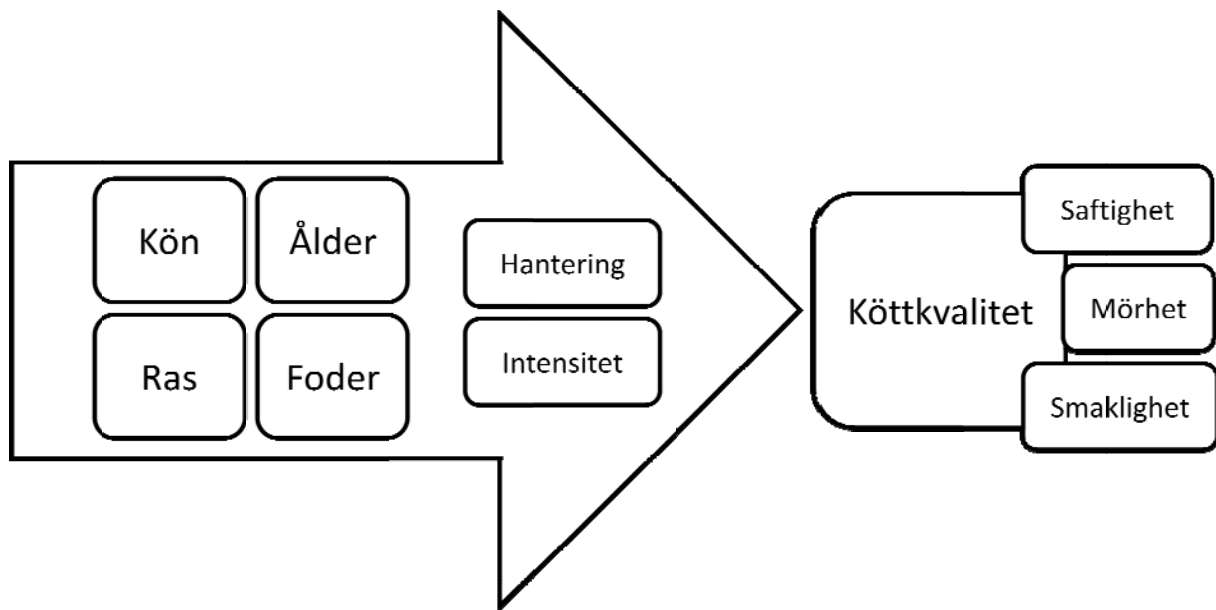 Kön
Ålder
Ras
Foder
Hantering
Intensitet
Köttkvalitet
Saftighet
Mörhet
Smaklighet